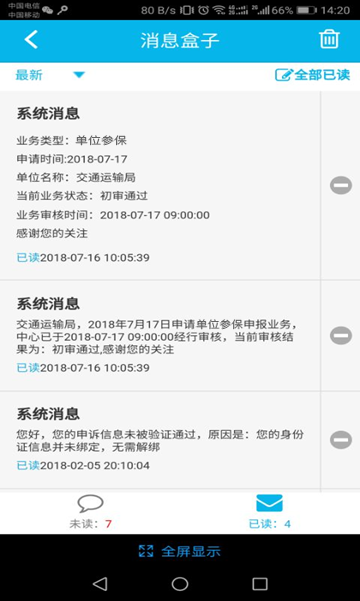 中国电信
中国移动
80 B/s
66%
14:20
消息盒子
最新
全部已读
系统消息
业务类型：单位参保
申请时间:2018-07-17
单位名称：交通运输局
当前业务状态：初审通过
业务审核时间：2018-07-17 09:00:00
感谢您的关注
已读2018-07-16 10:05:39
系统消息
交通运输局，2018年7月17日申请单位参保申报业务，
中心已于2018-07-17 09:00:00经行审核，当前审核结
果为：初审通过,感谢您的关注
已读2018-07-16 10:05:39
系统消息
您好，您的申诉信息未被验证通过，原因是：您的身份
证信息并未绑定，无需解绑
已读2018-02-05 20:10:04
未读：7
已读：4
全屏显示